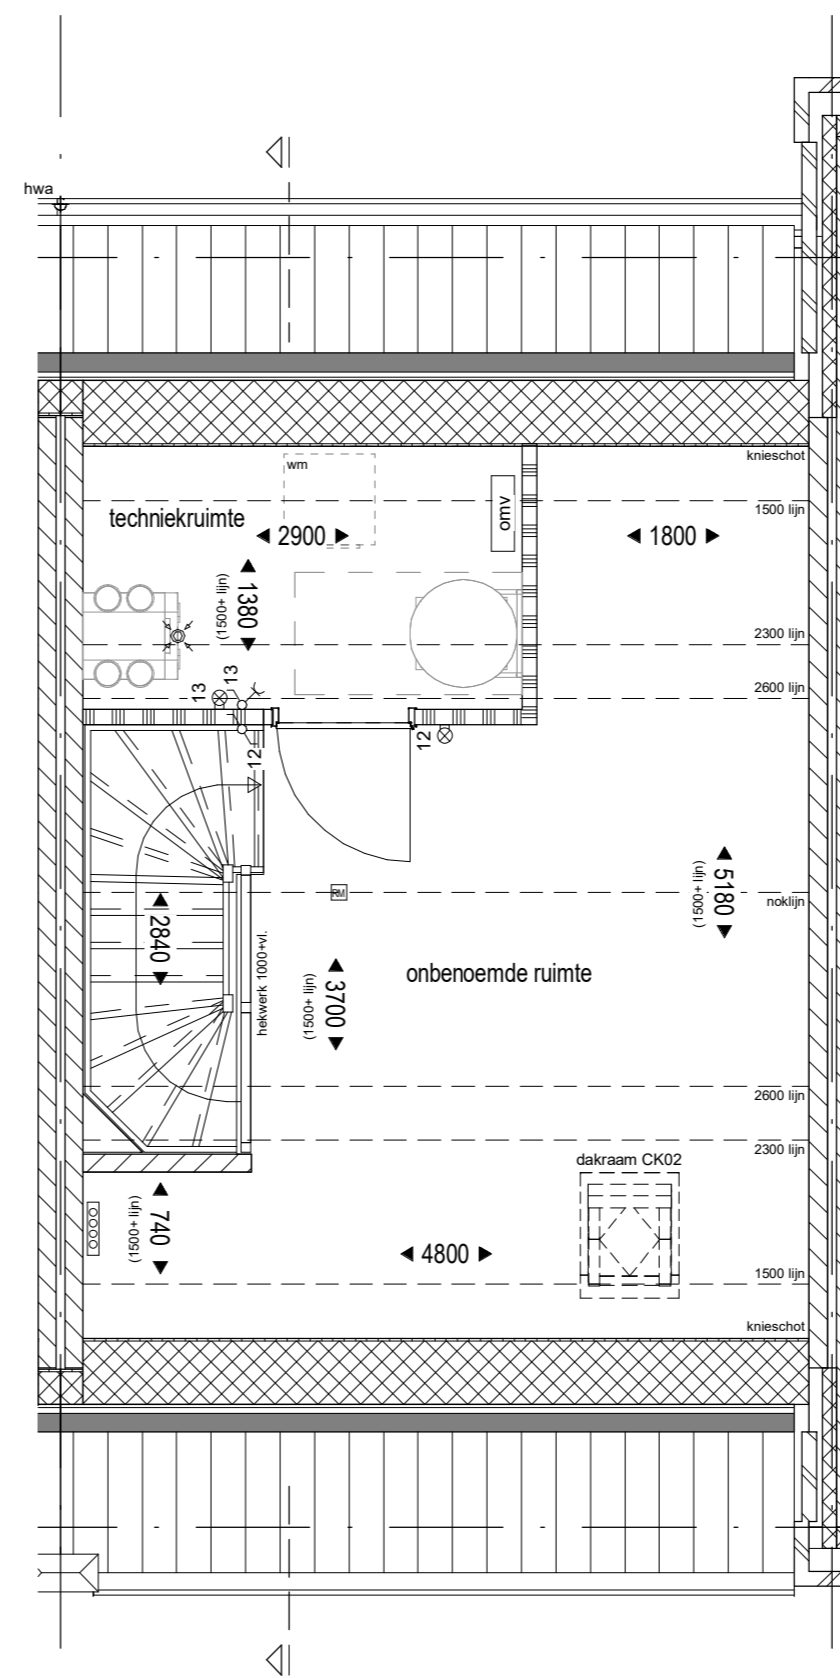 hwa
knieschot
wm
1500 lijn
techniekruimte
omv
2900
1800
1380
(1500+ lijn)
2300 lijn
2600 lijn
13
13
12
12
RM
noklijn
5180
(1500+ lijn)
2840
hekwerk 1000+vl.
onbenoemde ruimte
3700
(1500+ lijn)
2600 lijn
2300 lijn
dakraam CK02
740
(1500+ lijn)
4800
1500 lijn
knieschot